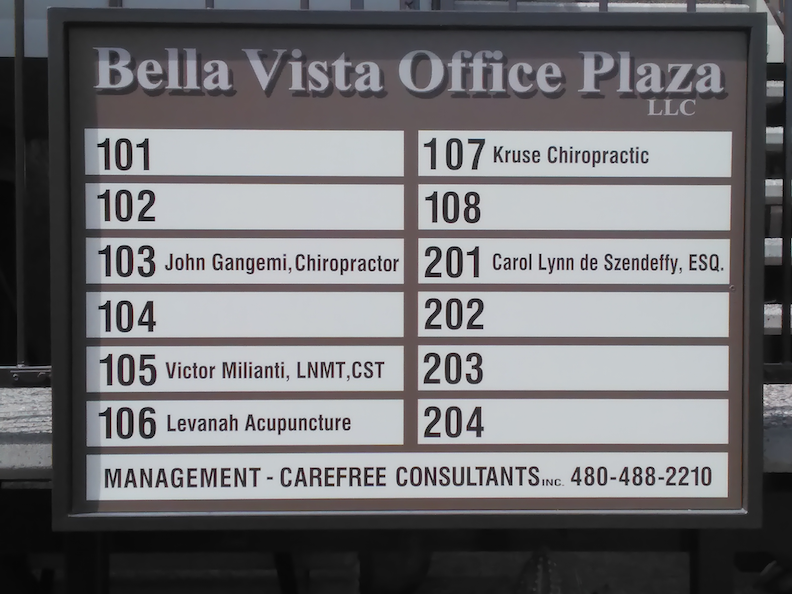 Bella Vista Office Plaza
LLC
101
102
103 John Gangemi, Chiropractor
104
105 Victor Milianti, LNMT,CST
106 Levanah Acupuncture
107 Kruse Chiropractic
108
201 Carol Lynn de Szendeffy, ESQ.
202
203
204
MANAGEMENT - CAREFREE CONSULTANTS INC. 480-488-2210